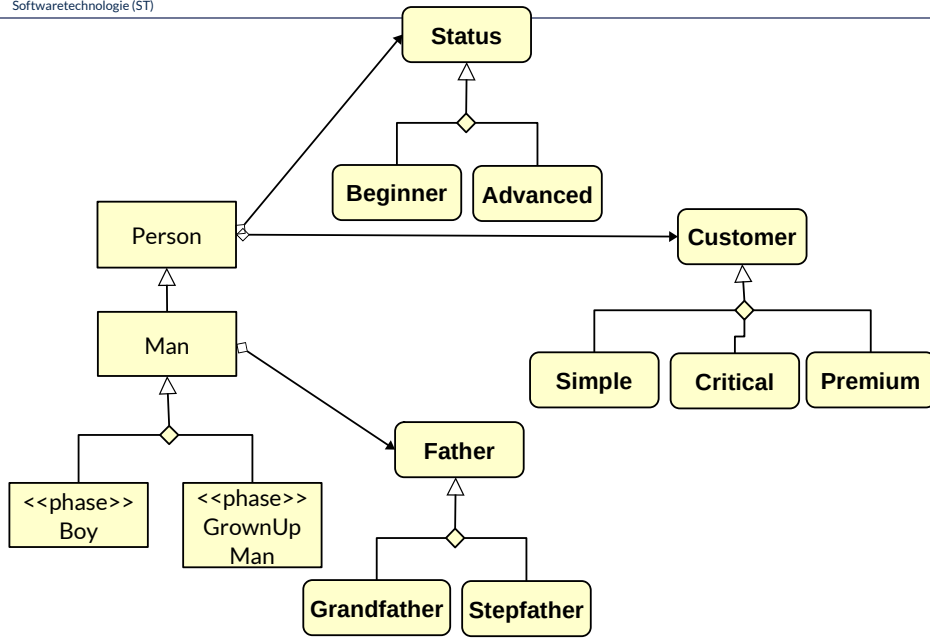 Softwaretechnologie (ST)
Status
Beginner
Advanced
Person
Customer
Man
Simple
Critical
Premium
Father
<<phase>>
Boy
<<phase>>
GrownUp
Man
Grandfather
Stepfather